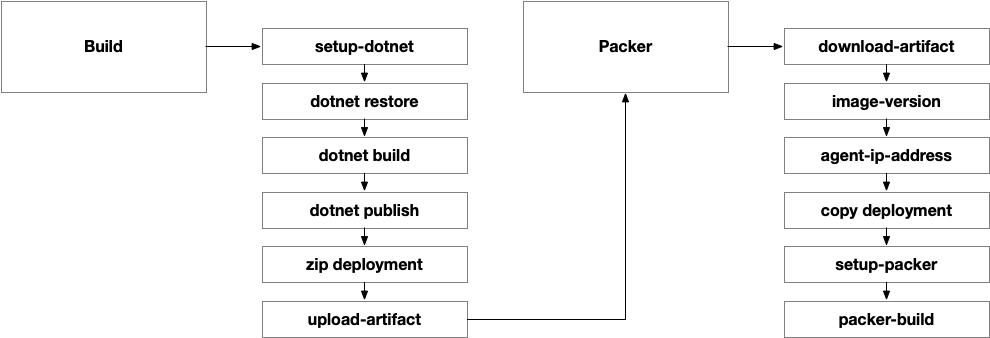 Build
setup-dotnet
dotnet restore
dotnet build
dotnet publish
zip deployment
upload-artifact
Packer
download-artifact
image-version
agent-ip-address
copy deployment
setup-packer
packer-build